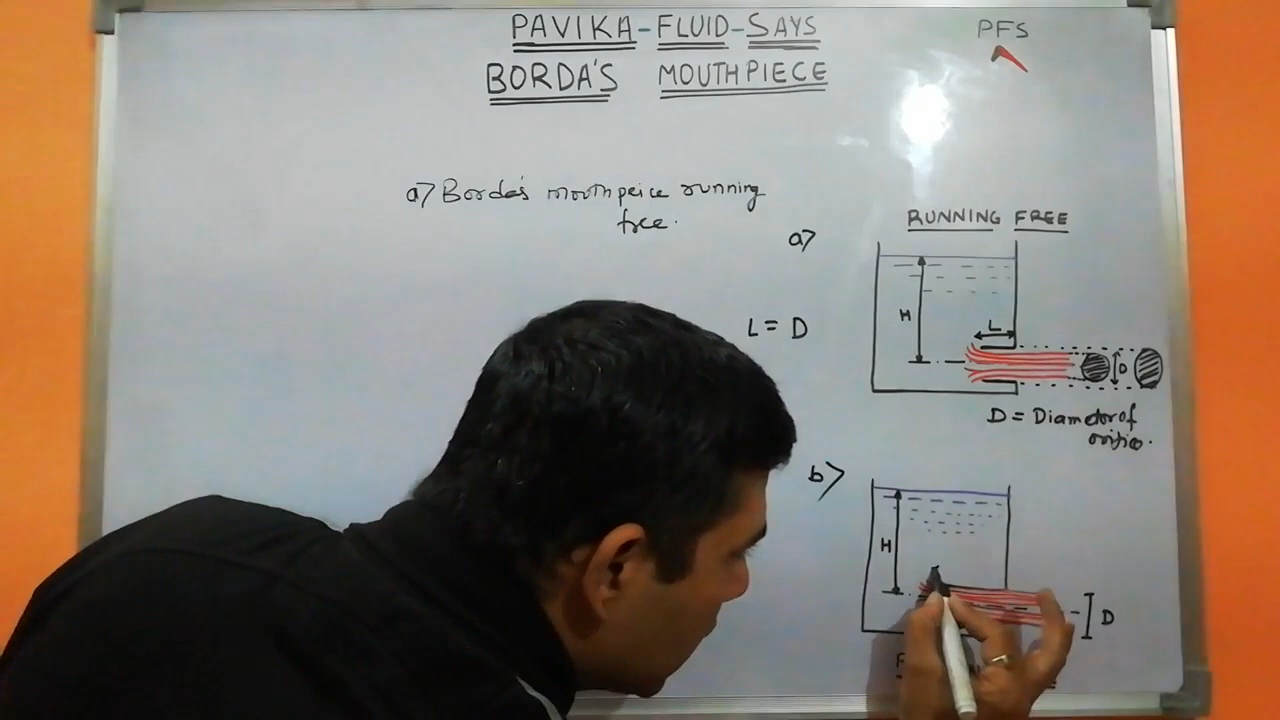 PAVIKA-FLUID-SAYS
PFS
BORDA'S MOUTHPIECE
a) Borda's mouthpeice running
free.
RUNNING FREE
a)
H
L
L = D
D
D = Diameter of
orifice.
b)
H
D